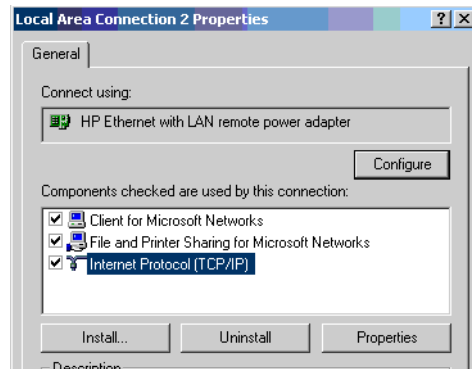 Local Area Connection 2 Properties
General
Connect using:
HP Ethernet with LAN remote power adapter
Configure
Components checked are used by this connection:
Client for Microsoft Networks
File and Printer Sharing for Microsoft Networks
Internet Protocol (TCP/IP)
Install... Uninstall Properties
Description